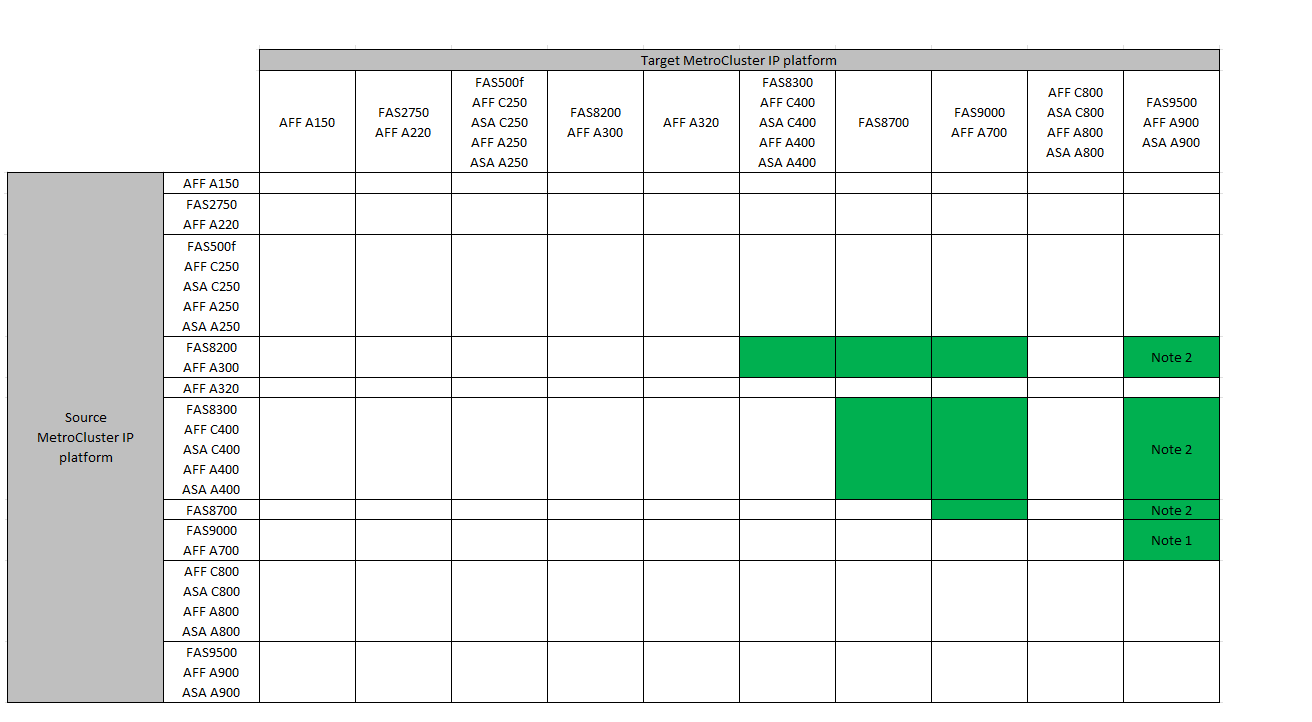 Target MetroCluster IP platform
AFF A150
FAS2750
AFF A220
FAS500f
AFF C250
ASA C250
AFF A250
ASA A250
FAS8200
AFF A300
AFF A320
FAS8300
AFF C400
ASA C400
AFF A400
ASA A400
FAS8700
FAS9000
AFF A700
AFF C800
ASA C800
AFF A800
ASA A800
FAS9500
AFF A900
ASA A900
Source
MetroCluster IP
platform
AFF A150
FAS2750
AFF A220
FAS500f
AFF C250
ASA C250
AFF A250
ASA A250
FAS8200
AFF A300
Note 2
AFF A320
FAS8300
AFF C400
ASA C400
AFF A400
ASA A400
Note 2
FAS8700
Note 2
FAS9000
AFF A700
Note 1
AFF C800
ASA C800
AFF A800
ASA A800
FAS9500
AFF A900
ASA A900